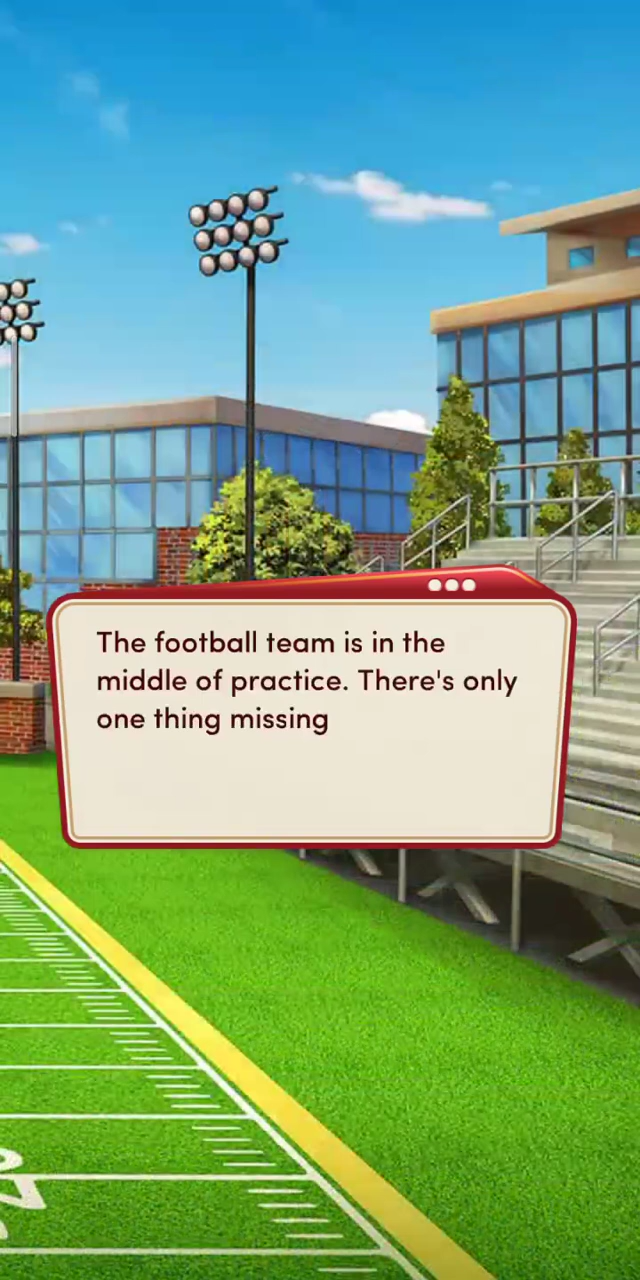 The football team is in the
middle of practice. There's only
one thing missing